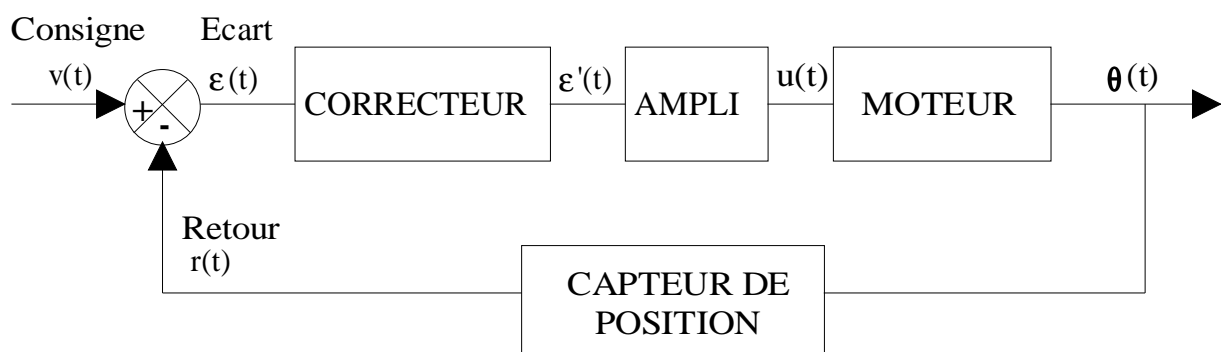 Consigne Ecart
v(t) ε(t) CORRECTEUR ε'(t) AMPLI u(t) MOTEUR θ(t)
+
-
Retour
r(t)
CAPTEUR DE
POSITION